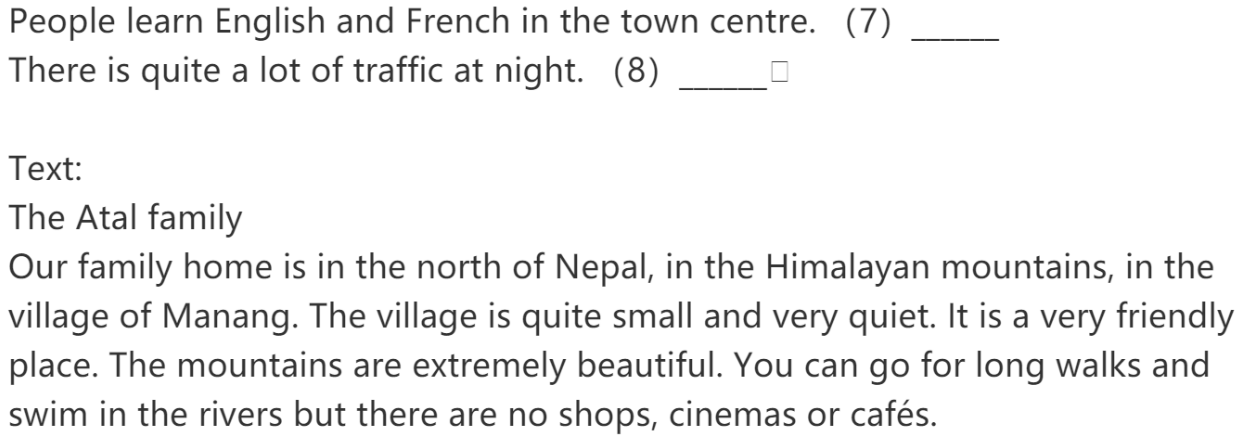 People learn English and French in the town centre. (7) ______
There is quite a lot of traffic at night. (8) ______□
Text:
The Atal family
Our family home is in the north of Nepal, in the Himalayan mountains, in the
village of Manang. The village is quite small and very quiet. It is a very friendly
place. The mountains are extremely beautiful. You can go for long walks and
swim in the rivers but there are no shops, cinemas or cafés.